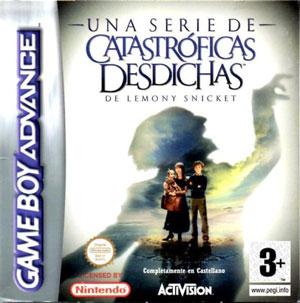 GAME BOY ADVANCE
UNA SERIE DE
CATASTRÓFICAS
DESDICHAS
DE LEMONY SNICKET
LICENSED BY
Nintendo
Completamente en Castellano
ACTIVISION
3+
www.pegi.info